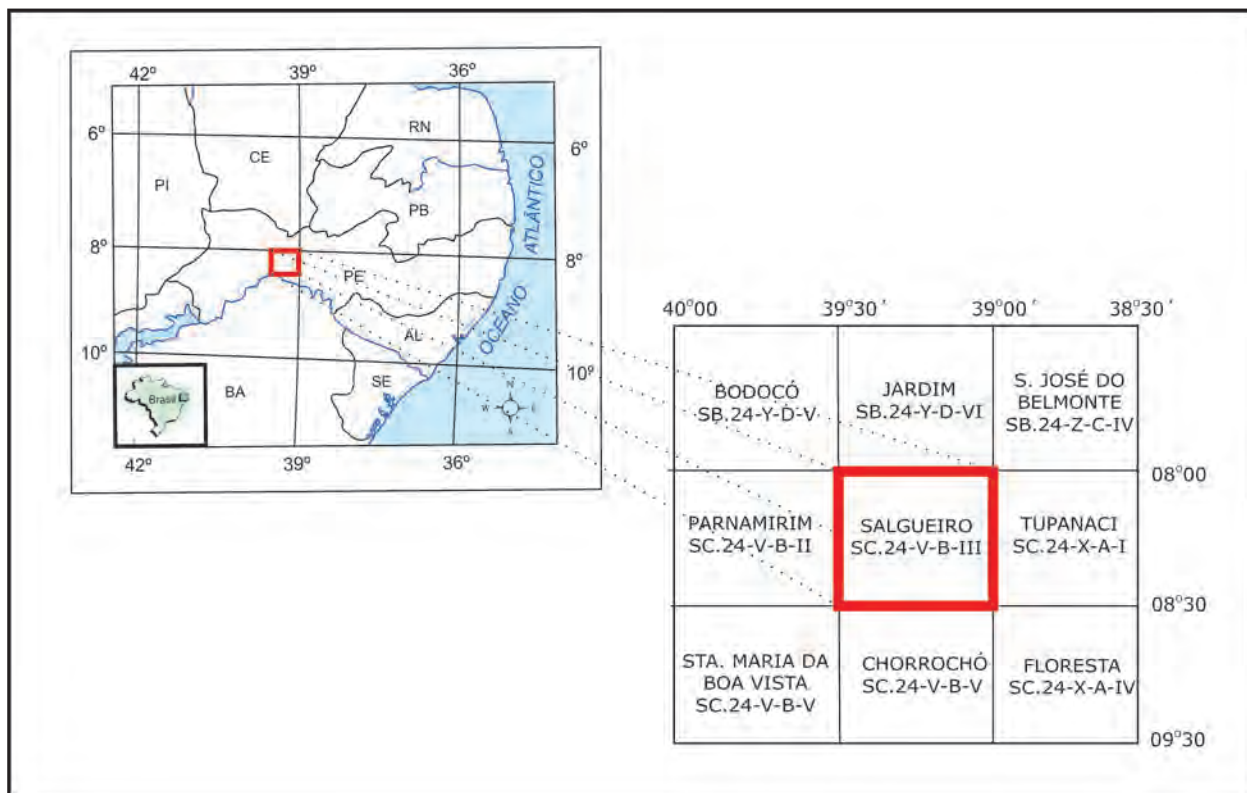 42º 39º 36º
6º
RN
CE
6º
PI
PB
ATLÂNTICO
8º
8º
PE
OCEANO
AL
10º
10º
SE
BA
Brasil
N
W E
42º 39º 36º
40º00 39º30´ 39º00´ 08º30´
BODOCÓ
SB.24-Y-D-V
JARDIM
SB.24-Y-D-VI
S. JOSÉ DO
BELMONTE
SB.24-Z-C-IV
08º00
PARNAMIRIM
SC.24-V-B-II
SALGUEIRO
SC.24-V-B-III
TUPANACI
SC.24-X-A-I
08º30
STA. MARIA DA
BOA VISTA
SC.24-V-B-V
CHORROCHÓ
SC.24-V-B-V
FLORESTA
SC.24-X-A-IV
09º30